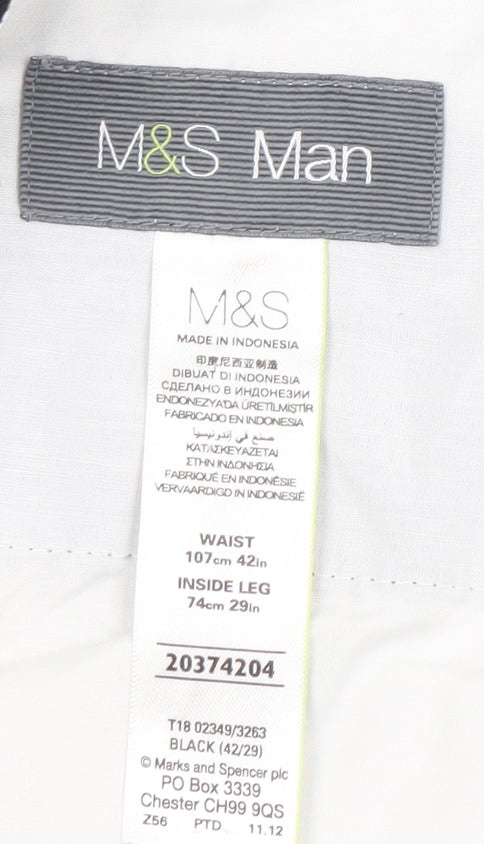 M&S Man
M&S
MADE IN INDONESIA
印度尼西亚制造
DIBUAT DI INDONESIA
СДЕЛАНО В ИНДОНЕЗИИ
ENDONEZYA'DA ÜRETİLMİŞTİR
FABRICADO EN INDONESIA
صنع في إندونيسيا
ΚΑΤΑΣΚΕΥΑΖΕΤΑΙ
ΣΤΗΝ ΙΝΔΟΝΗΣΙΑ
FABRIQUÉ EN INDONÉSIE
VERVAARDIGD IN INDONESIË
WAIST
107cm 42in
INSIDE LEG
74cm 29in
20374204
T18 02349/3263
BLACK (42/29)
© Marks and Spencer plc
PO Box 3339
Chester CH99 9QS
Z56 PTD 11.12